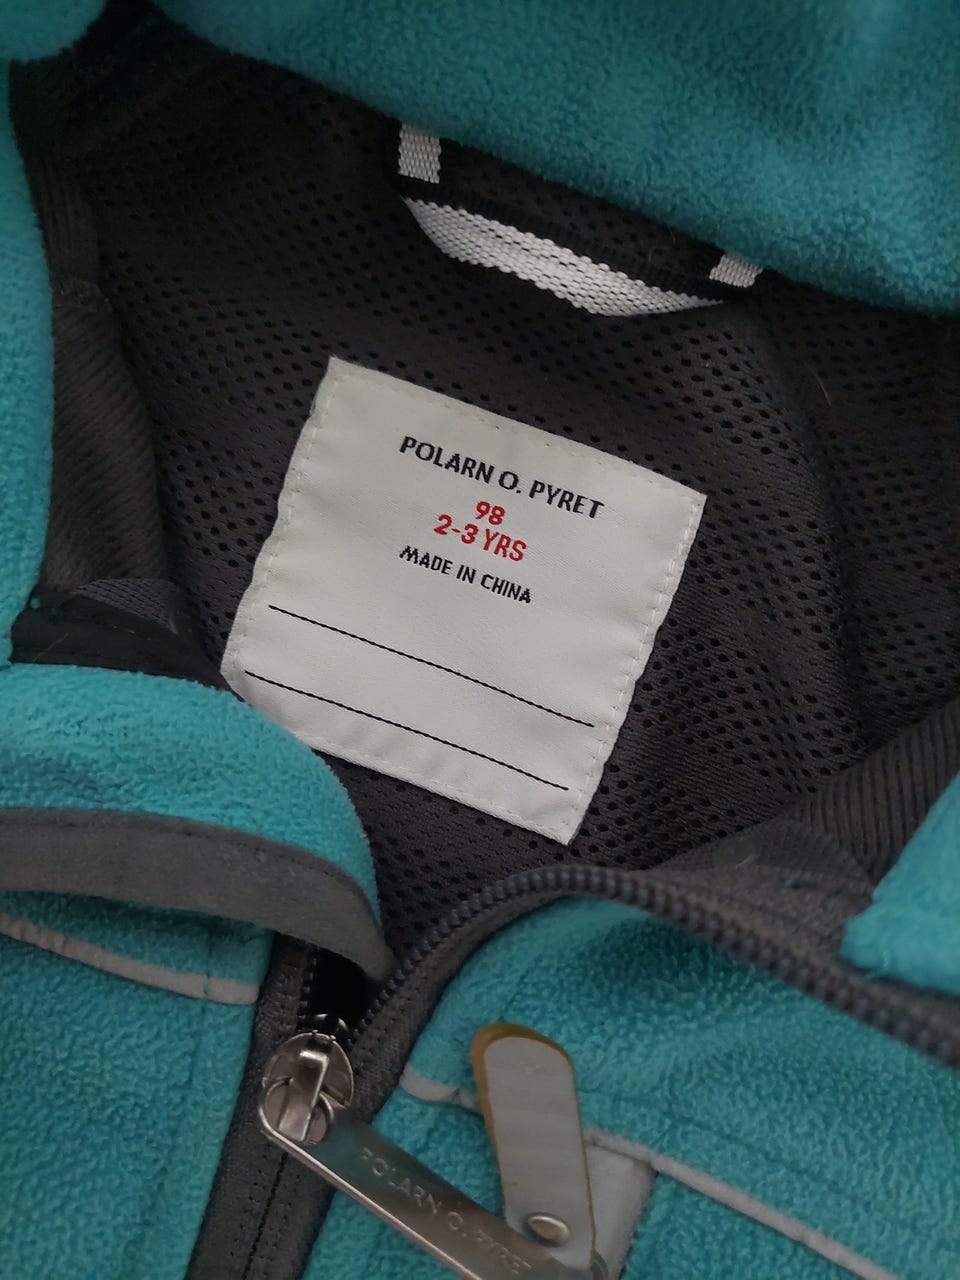 POLARN O. PYRET
98
2-3 YRS
MADE IN CHINA
POLARN O. PYRET